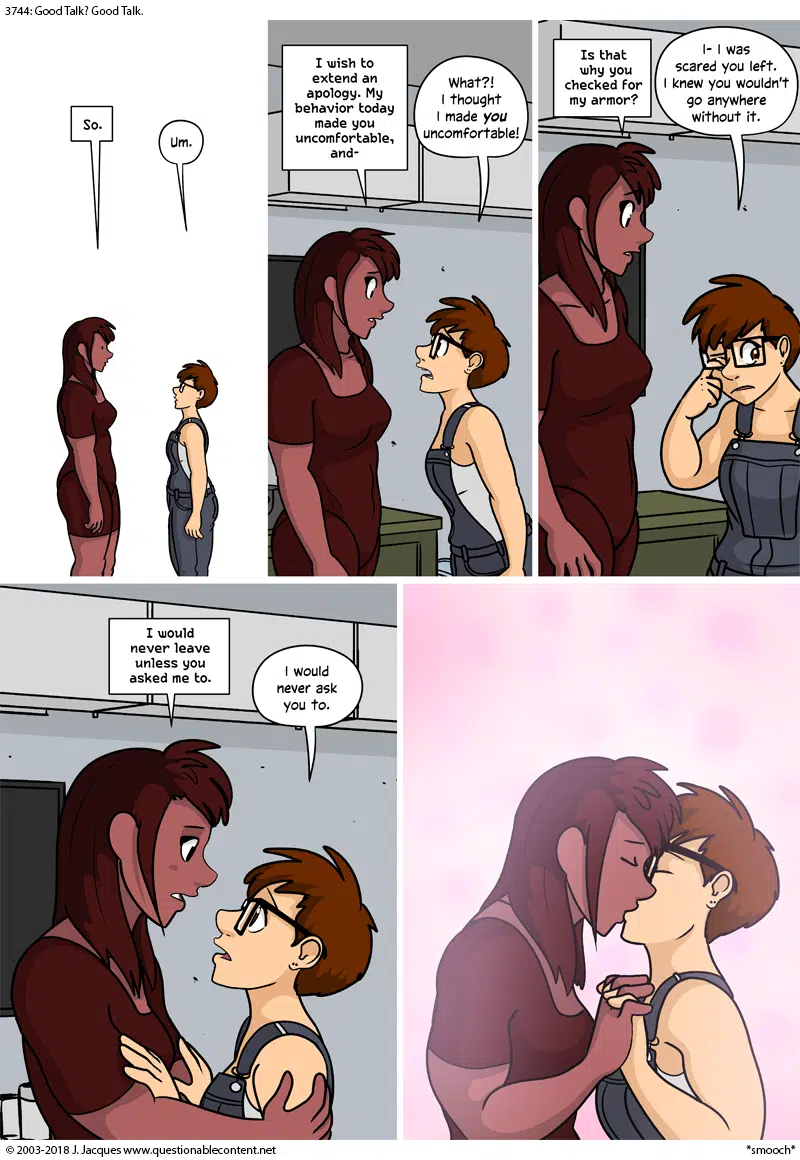 3744: Good Talk? Good Talk.
So.
Um.
I wish to
extend an
apology. My
behavior today
made you
uncomfortable,
and-
What?!
I thought
I made you
uncomfortable!
Is that
why you
checked for
my armor?
I- I was
scared you left.
I knew you wouldn't
go anywhere
without it.
I would
never leave
unless you
asked me to.
I would
never ask
you to.
© 2003-2018 J. Jacques www.questionablecontent.net
*smooch*